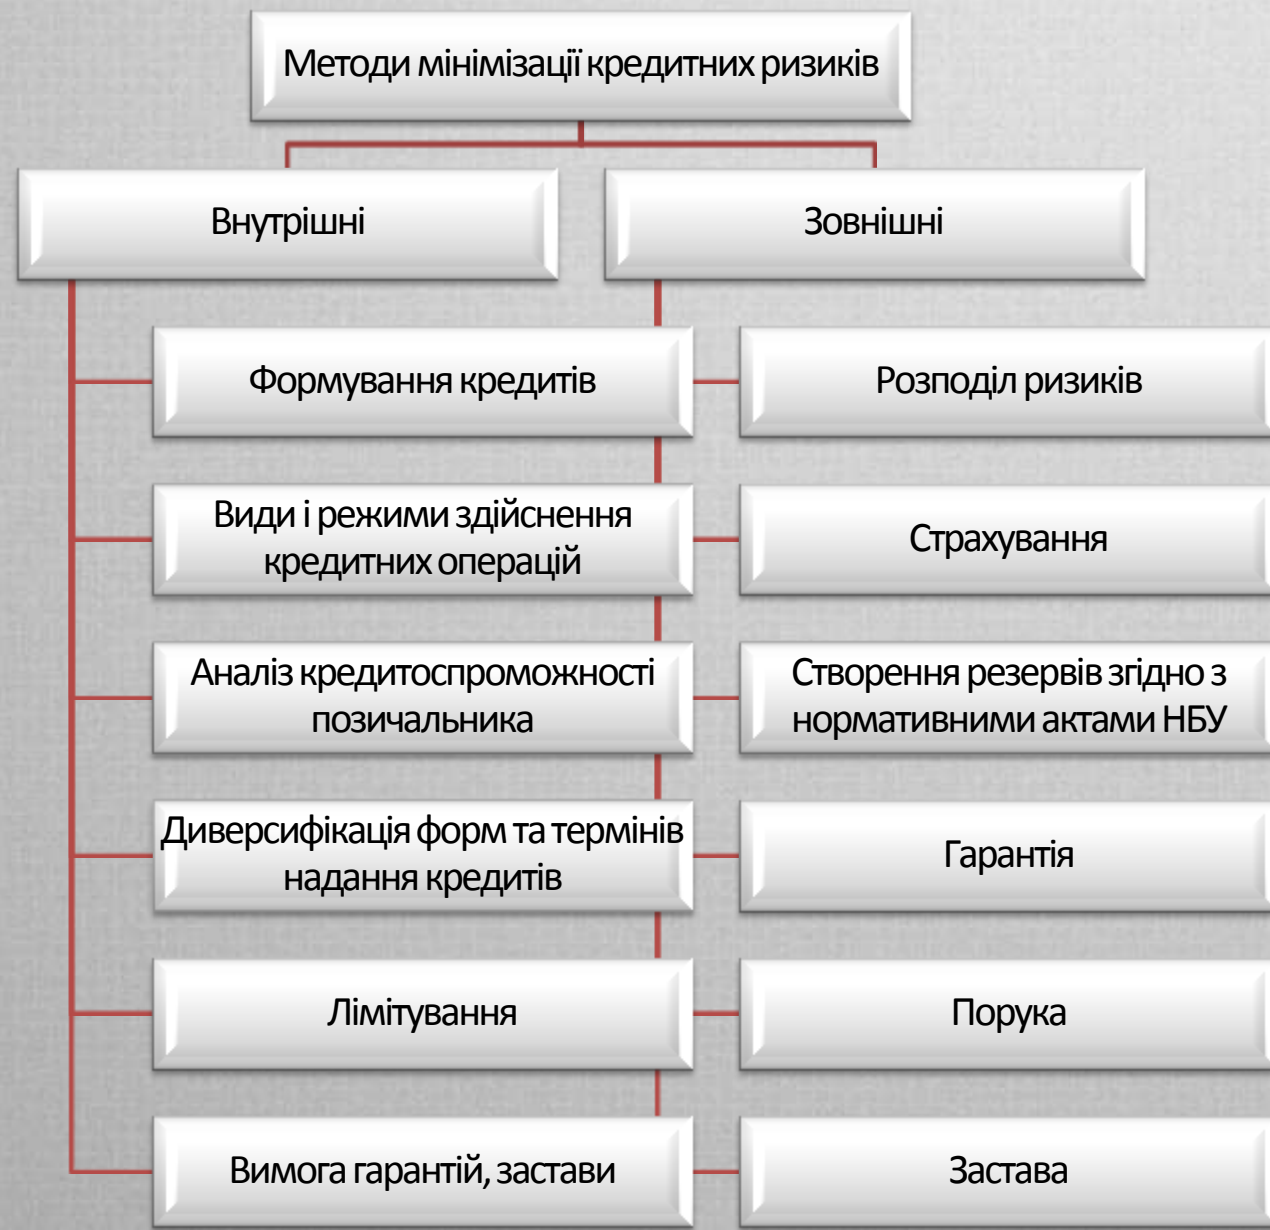 Методи мінімізації кредитних ризиків
Внутрішні
Зовнішні
Формування кредитів
Розподіл ризиків
Види і режими здійснення
кредитних операцій
Страхування
Аналіз кредитоспроможності
позичальника
Створення резервів згідно з
нормативними актами НБУ
Диверсифікація форм та термінів
надання кредитів
Гарантія
Лімітування
Порука
Вимога гарантій, застави
Застава